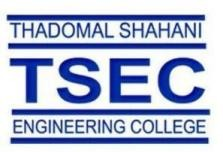 THADOMAL SHAHANI
TSEC
ENGINEERING COLLEGE